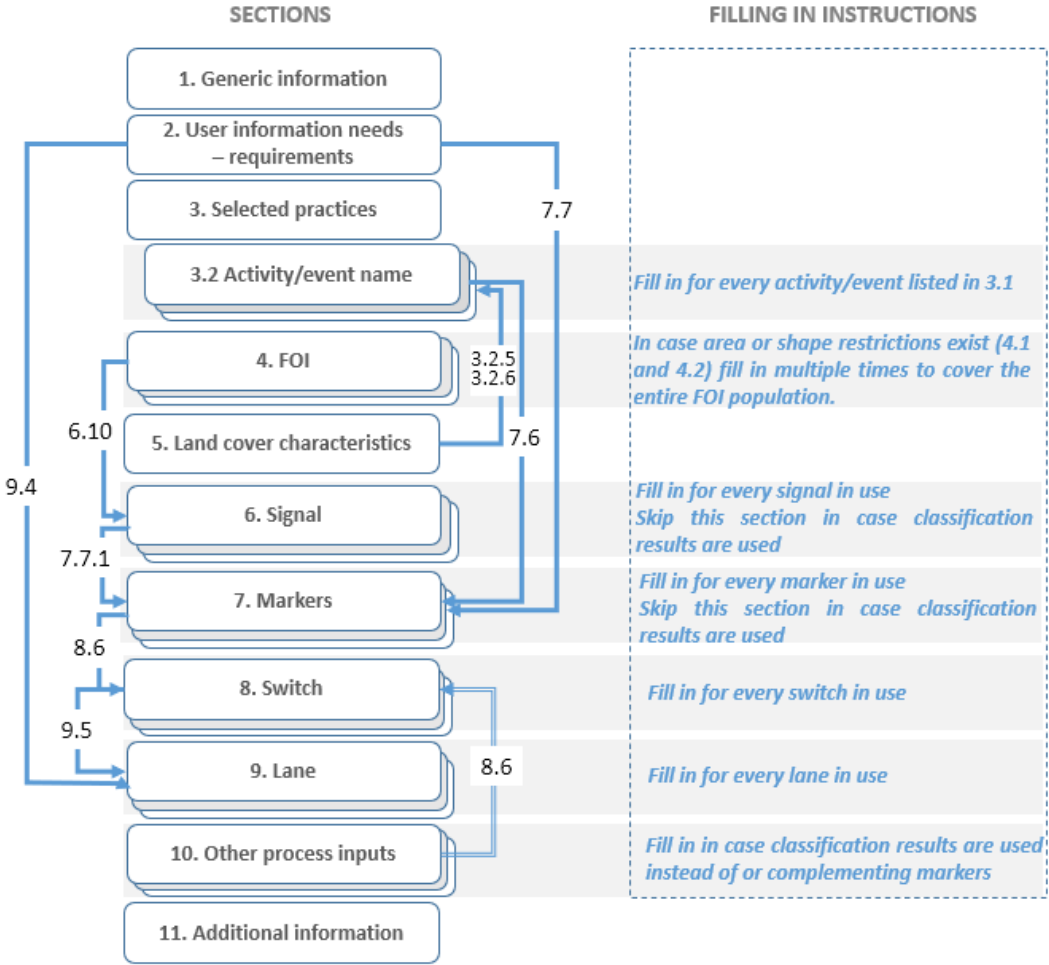 SECTIONS
FILLING IN INSTRUCTIONS
1. Generic information
2. User information needs
– requirements
3. Selected practices
7.7
3.2 Activity/event name
Fill in for every activity/event listed in 3.1
4. FOI
3.2.5
3.2.6
In case area or shape restrictions exist (4.1
and 4.2) fill in multiple times to cover the
entire FOI population.
6.10
5. Land cover characteristics
7.6
9.4
6. Signal
Fill in for every signal in use
Skip this section in case classification
results are used
7.7.1
7. Markers
Fill in for every marker in use
Skip this section in case classification
results are used
8.6
8. Switch
Fill in for every switch in use
9.5
9. Lane
8.6
Fill in for every lane in use
10. Other process inputs
Fill in in case classification results are used
instead of or complementing markers
11. Additional information